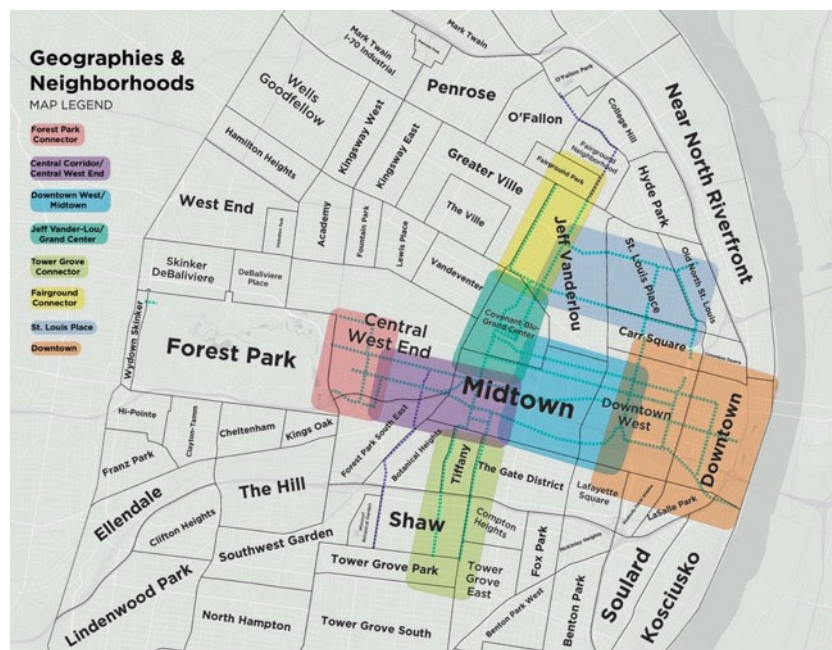 Geographies &
Neighborhoods
MAP LEGEND
Forest Park
Connector
Central Corridor/
Central West End
Downtown West/
Midtown
Jeff Vander-Lou/
Grand Center
Tower Grove
Connector
Fairground
Connector
St. Louis Place
Downtown
Mark Twain
I-70 Industrial
Mark Twain
Wells
Goodfellow
Penrose
O'Fallon Park
O'Fallon
College Hill
Near North Riverfront
Kingsway West
Kingsway East
Hamilton Heights
Fairground
Neighborhood
Fairground Park
Greater Ville
Hyde Park
The Ville
West End
Academy
Fountain Park
Lewis Place
Jeff Vanderlou
St. Louis Place
Old North St. Louis
Skinker
DeBaliviere
DeBaliviere
Place
Vandeventer
Covenant Blu-
Grand Center
Carr Square
Wydown Skinker
Forest Park
Central
West End
Midtown
Downtown
West
Downtown
Hi-Pointe
Clayton-Tamm
Cheltenham
Kings Oak
Forest Park South East
Botanical Heights
Tiffany
The Gate District
Lafayette
Square
LaSalle Park
Franz Park
Ellendale
The Hill
Clifton Heights
Shaw
Compton
Heights
Fox Park
McKinley Heights
Soulard
Kosciusko
Southwest Garden
Tower Grove Park
Tower
Grove
East
Lindenwood Park
North Hampton
Tower Grove South
Benton Park West
Benton Park